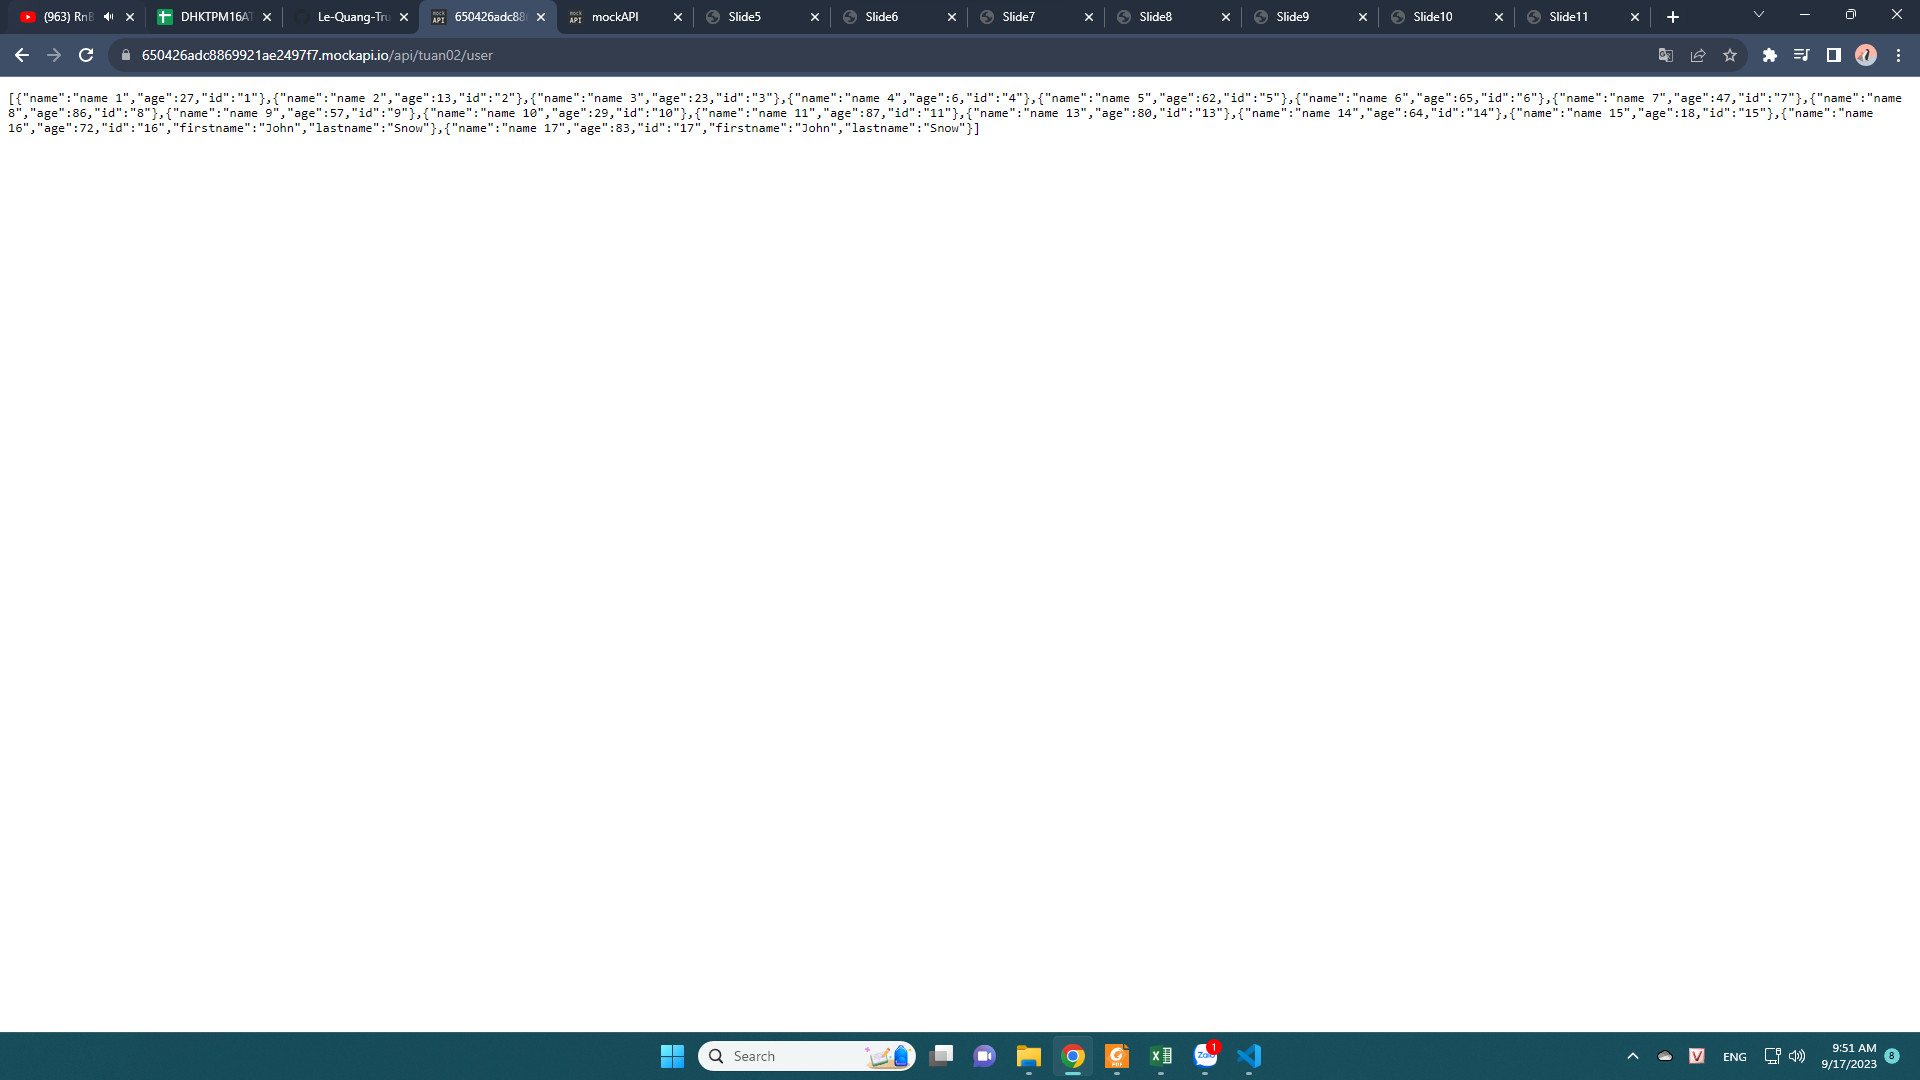 (963) RnB
DHKTPM16AT
Le-Quang-Tru
650426adc88
mockAPI
Slide5
Slide6
Slide7
Slide8
Slide9
Slide10
Slide11
650426adc8869921ae2497f7.mockapi.io/api/tuan02/user
[{"name":"name 1","age":27,"id":"1"},{"name":"name 2","age":13,"id":"2"},{"name":"name 3","age":23,"id":"3"},{"name":"name 4","age":6,"id":"4"},{"name":"name 5","age":62,"id":"5"},{"name":"name 6","age":65,"id":"6"},{"name":"name 7","age":47,"id":"7"},{"name":"name
8","age":86,"id":"8"},{"name":"name 9","age":57,"id":"9"},{"name":"name 10","age":29,"id":"10"},{"name":"name 11","age":87,"id":"11"},{"name":"name 13","age":80,"id":"13"},{"name":"name 14","age":64,"id":"14"},{"name":"name 15","age":18,"id":"15"},{"name":"name
16","age":72,"id":"16","firstname":"John","lastname":"Snow"},{"name":"name 17","age":83,"id":"17","firstname":"John","lastname":"Snow"}]
Search
Zalo
1
ENG
9:51 AM
9/17/2023
8